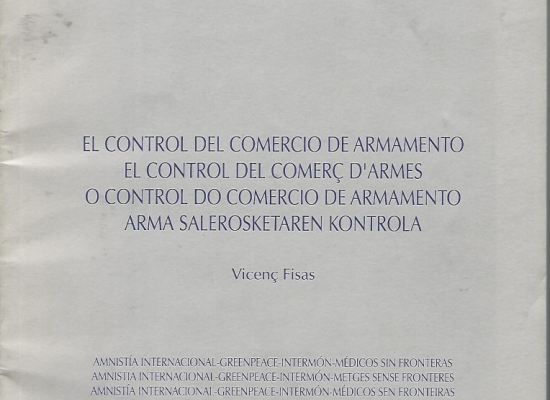 EL CONTROL DEL COMERCIO DE ARMAMENTO
EL CONTROL DEL COMERÇ D'ARMES
O CONTROL DO COMERCIO DE ARMAMENTO
ARMA SALEROSKETAREN KONTROLA
Vicenç Fisas
AMNISTÍA INTERNACIONAL-GREENPEACE-INTERMÓN-MÉDICOS SIN FRONTERAS
AMNISTIA INTERNACIONAL-GREENPEACE-INTERMÓN-METGES SENSE FRONTERES
AMNISTÍA INTERNACIONAL-GREENPEACE-INTERMÓN-MÉDICOS SEN FRONTEIRAS